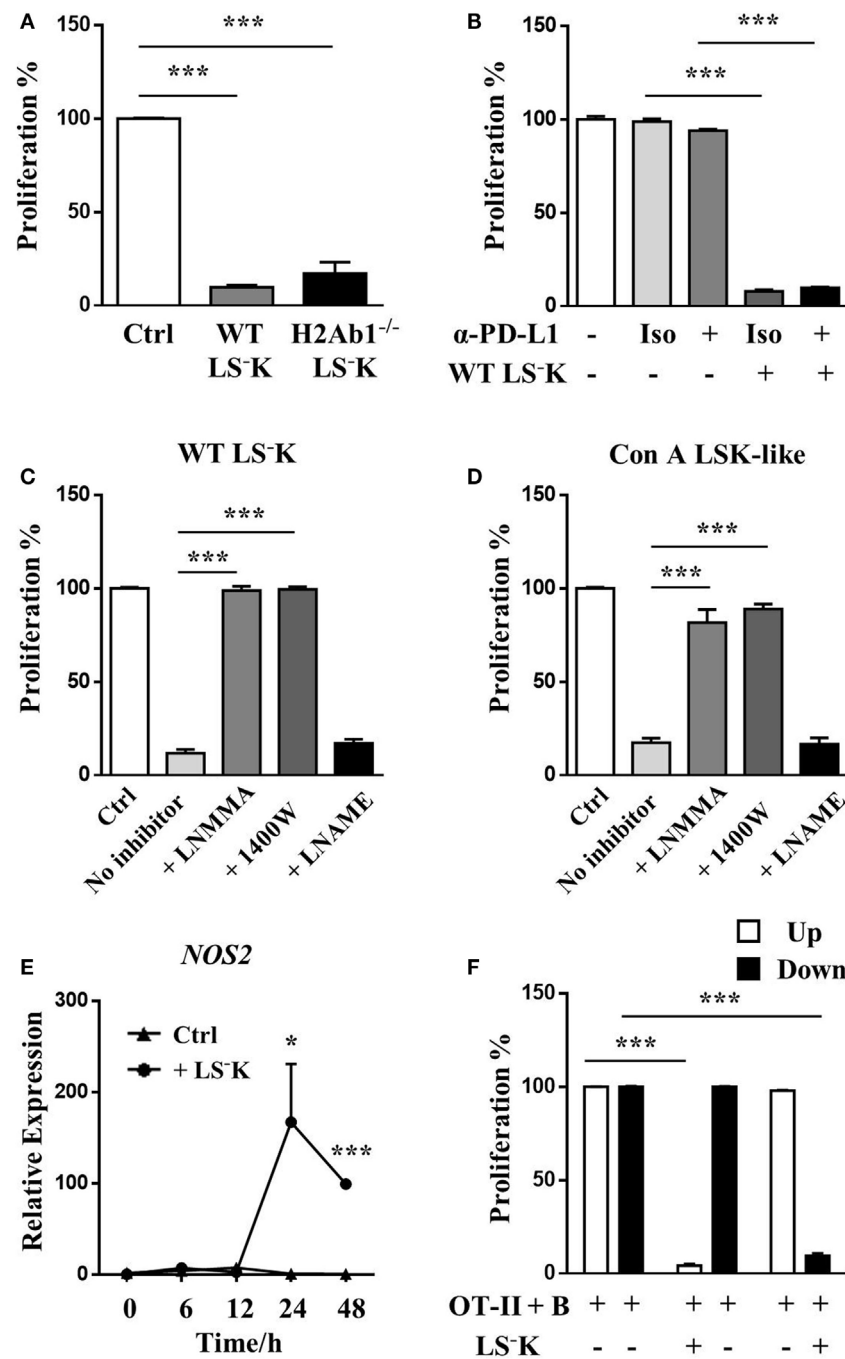 A
Proliferation %
150
100
50
0
***
***
Ctrl WT LS⁻K H2Ab1⁻/⁻ LS⁻K
B
Proliferation %
150
100
50
0
***
***
α-PD-L1 - Iso + Iso +
WT LS⁻K - - - + +
C
WT LS⁻K
Proliferation %
150
100
50
0
***
***
Ctrl
No inhibitor
+ LNMMA
+ 1400W
+ LNAME
D
Con A LSK-like
Proliferation %
150
100
50
0
***
***
Ctrl
No inhibitor
+ LNMMA
+ 1400W
+ LNAME
E
NOS2
Relative Expression
300
200
100
0
Ctrl
+ LS⁻K
*
***
0 6 12 24 48
Time/h
F
Up
Down
Proliferation %
150
100
50
0
***
***
OT-II + B + + + + + +
LS⁻K - - + - - +